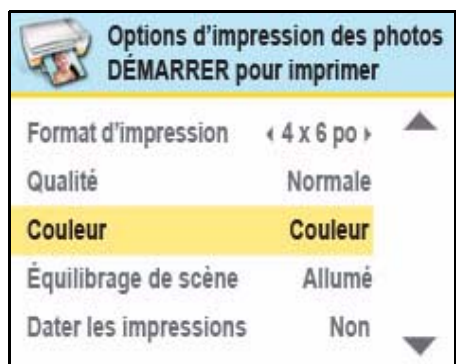 Options d'impression des photos
DÉMARRER pour imprimer
Format d'impression 4 x 6 po
Qualité Normale
Couleur Couleur
Équilibrage de scène Allumé
Dater les impressions Non